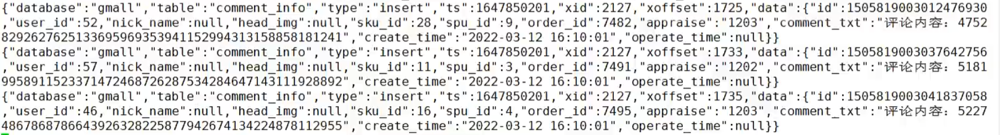 {"database":"gmall","table":"comment_info","type":"insert","ts":1647850201,"xid":2127,"xoffset":1725,"data":{"id":1505819003012476930
,"user_id":52,"nick_name":null,"head_img":null,"sku_id":28,"spu_id":9,"order_id":7482,"appraise":"1203","comment_txt":"评论内容：4752
8292627625133695969353941152994313158858181241","create_time":"2022-03-12 16:10:01","operate_time":null}}
{"database":"gmall","table":"comment_info","type":"insert","ts":1647850201,"xid":2127,"xoffset":1733,"data":{"id":1505819003037642756
,"user_id":57,"nick_name":null,"head_img":null,"sku_id":11,"spu_id":3,"order_id":7491,"appraise":"1202","comment_txt":"评论内容：5181
9958911523371472468726287534284647143111928892","create_time":"2022-03-12 16:10:01","operate_time":null}}
{"database":"gmall","table":"comment_info","type":"insert","ts":1647850201,"xid":2127,"xoffset":1735,"data":{"id":1505819003041837058
,"user_id":46,"nick_name":null,"head_img":null,"sku_id":16,"spu_id":4,"order_id":7495,"appraise":"1203","comment_txt":"评论内容：5227
4867868786643926328225877942674134224878112955","create_time":"2022-03-12 16:10:01","operate_time":null}}